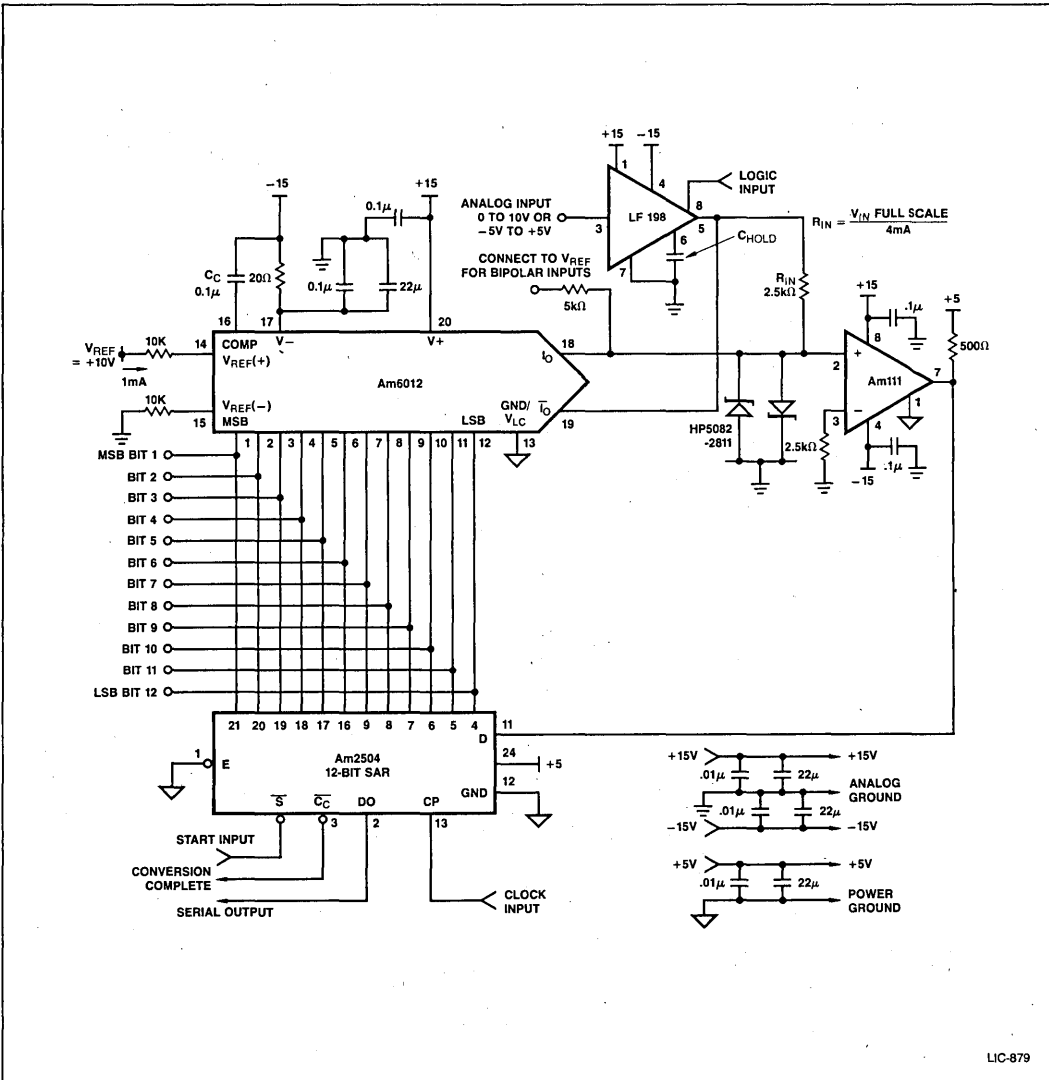 +15 -15
1
4
LOGIC
INPUT
8
ANALOG INPUT
0 TO 10V OR
-5V TO +5V
3
LF 198
5
6
7
C_HOLD
R_IN = V_IN FULL SCALE / 4mA
-15
+15
0.1μ
C_C
0.1μ
20Ω
0.1μ
22μ
CONNECT TO V_REF
FOR BIPOLAR INPUTS
5kΩ
R_IN
2.5kΩ
+15
.1μ
+5
500Ω
16
17
20
COMP
V−
V+
V_REF
= +10V
1mA
10K
14
V_REF(+)
I_O
18
Am6012
10K
15
V_REF(−)
MSB
LSB
GND/
V_LC
I̅_O
19
HP5082
-2811
2
+
8
Am111
7
−
3
4
1
2.5kΩ
.1μ
-15
1 2 3 4 5 6 7 8 9 10 11 12 13
MSB BIT 1
BIT 2
BIT 3
BIT 4
BIT 5
BIT 6
BIT 7
BIT 8
BIT 9
BIT 10
BIT 11
LSB BIT 12
21 20 19 18 17 16 9 8 7 6 5 4
11
D
1
E
Am2504
12-BIT SAR
24
+5
12
GND
S̅
C̅_C̅
DO
CP
3
2
13
START INPUT
CONVERSION
COMPLETE
SERIAL OUTPUT
CLOCK
INPUT
+15V
+15V
.01μ
22μ
ANALOG
GROUND
.01μ
22μ
-15V
-15V
+5V
+5V
.01μ
22μ
POWER
GROUND
LIC-879